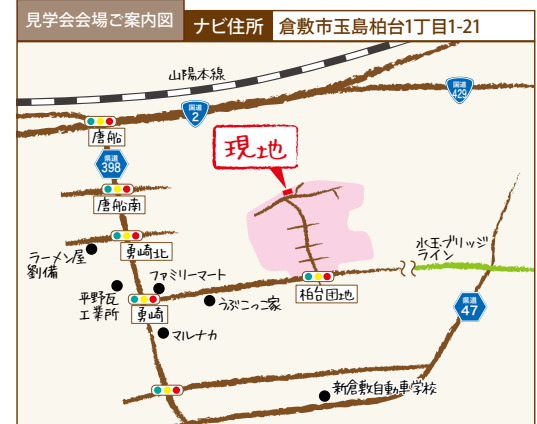 見学会会場ご案内図
ナビ住所 倉敷市玉島柏台1丁目1-21
山陽本線
国道
2
国道
429
唐船
県道
398
現地
唐船南
勇崎北
ラーメン屋
劉備
ファミリーマート
平野瓦
工業所
勇崎
うぶこっこ家
マルナカ
柏台団地
水玉ブリッジ
ライン
県道
47
新倉敷自動車学校